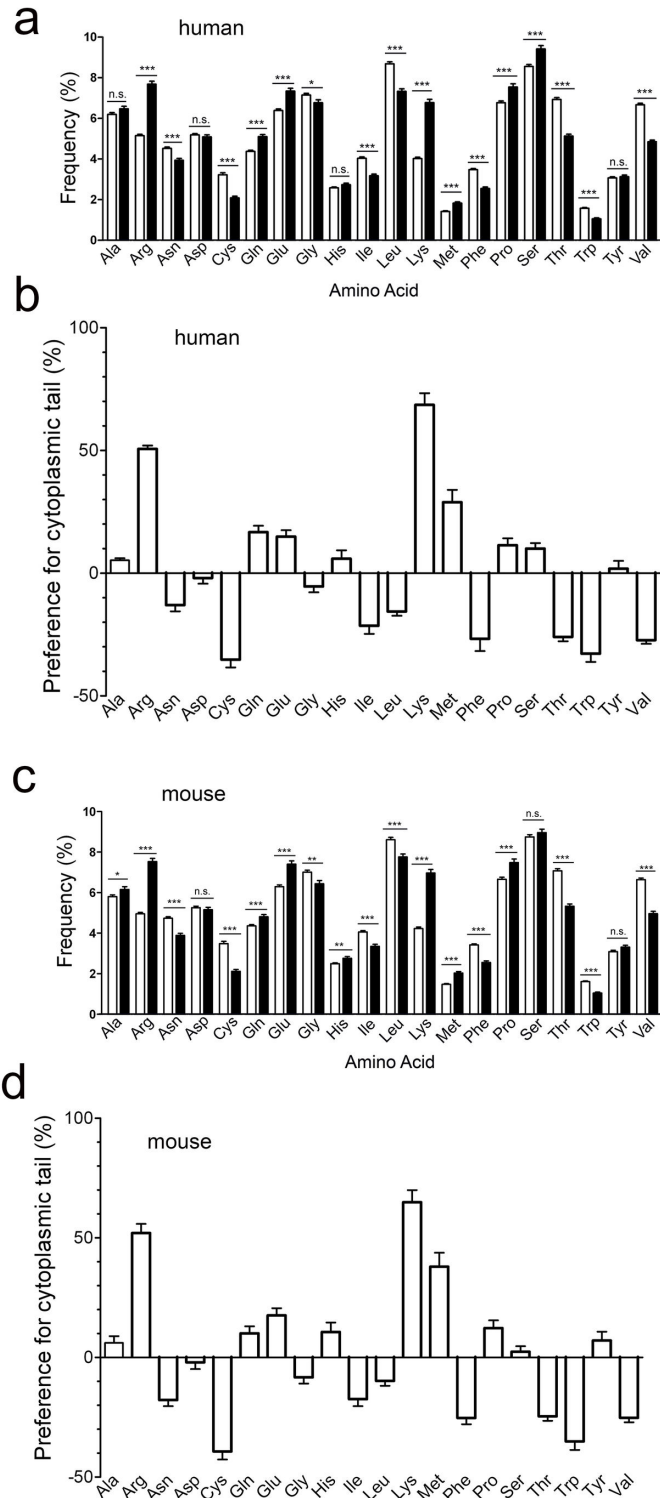 a
human
Frequency (%)
10
8
6
4
2
0
n.s. *** *** n.s. *** *** *** * n.s. *** *** *** *** *** *** *** *** *** n.s. ***
Ala Arg Asn Asp Cys Gln Glu Gly His Ile Leu Lys Met Phe Pro Ser Thr Trp Tyr Val
Amino Acid
b
human
Preference for cytoplasmic tail (%)
100
50
0
-50
Ala Arg Asn Asp Cys Gln Glu Gly His Ile Leu Lys Met Phe Pro Ser Thr Trp Tyr Val
c
mouse
Frequency (%)
10
8
6
4
2
0
* *** *** n.s. *** *** *** ** ** *** *** *** *** *** *** n.s. *** *** n.s. ***
Ala Arg Asn Asp Cys Gln Glu Gly His Ile Leu Lys Met Phe Pro Ser Thr Trp Tyr Val
Amino Acid
d
mouse
Preference for cytoplasmic tail (%)
100
50
0
-50
Ala Arg Asn Asp Cys Gln Glu Gly His Ile Leu Lys Met Phe Pro Ser Thr Trp Tyr Val